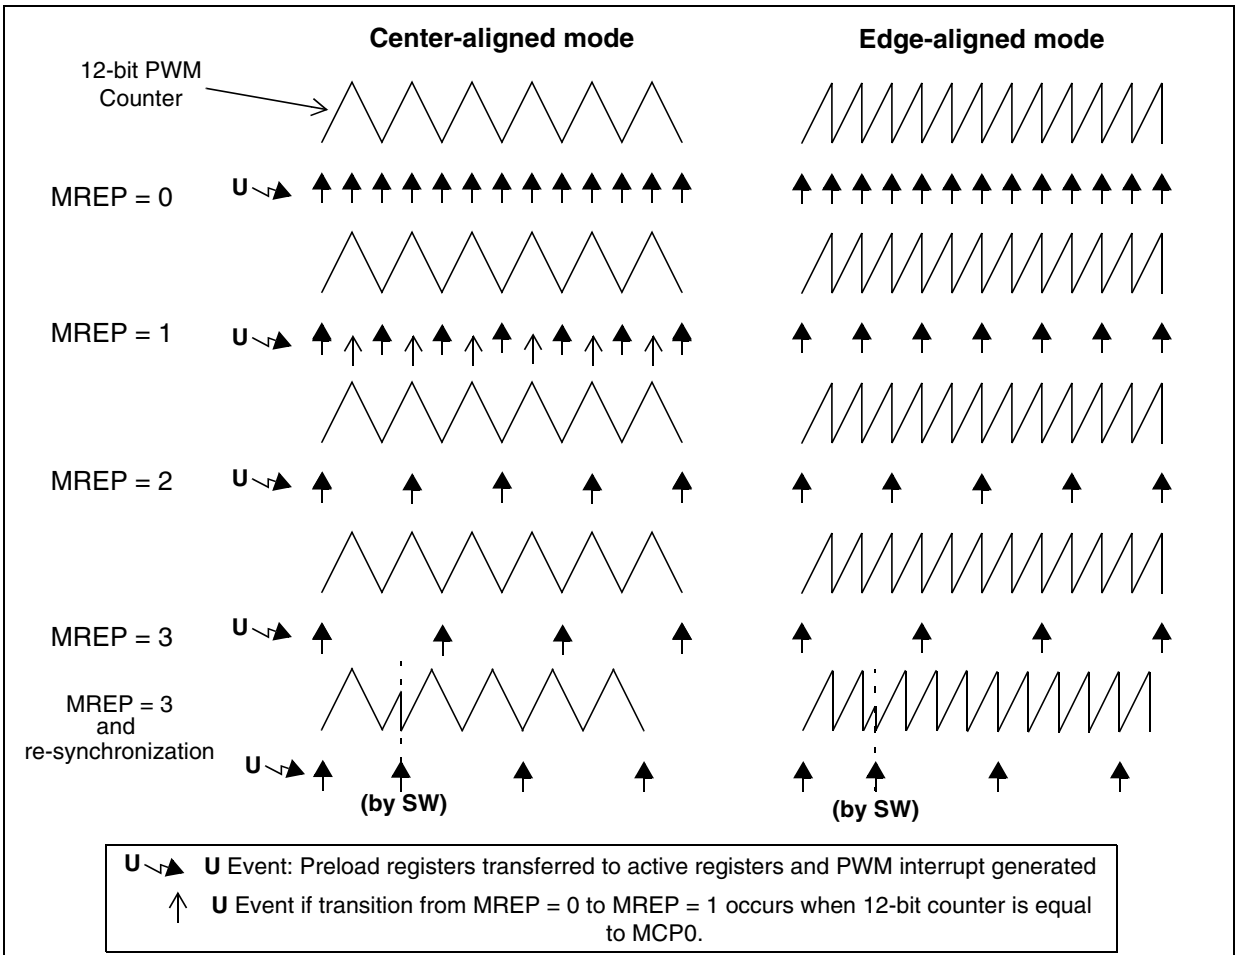 Center-aligned mode
Edge-aligned mode
12-bit PWM
Counter
U
MREP = 0
U
MREP = 1
U
MREP = 2
U
MREP = 3
MREP = 3
and
re-synchronization
U
(by SW)
(by SW)
U U Event: Preload registers transferred to active registers and PWM interrupt generated
U Event if transition from MREP = 0 to MREP = 1 occurs when 12-bit counter is equal
to MCP0.